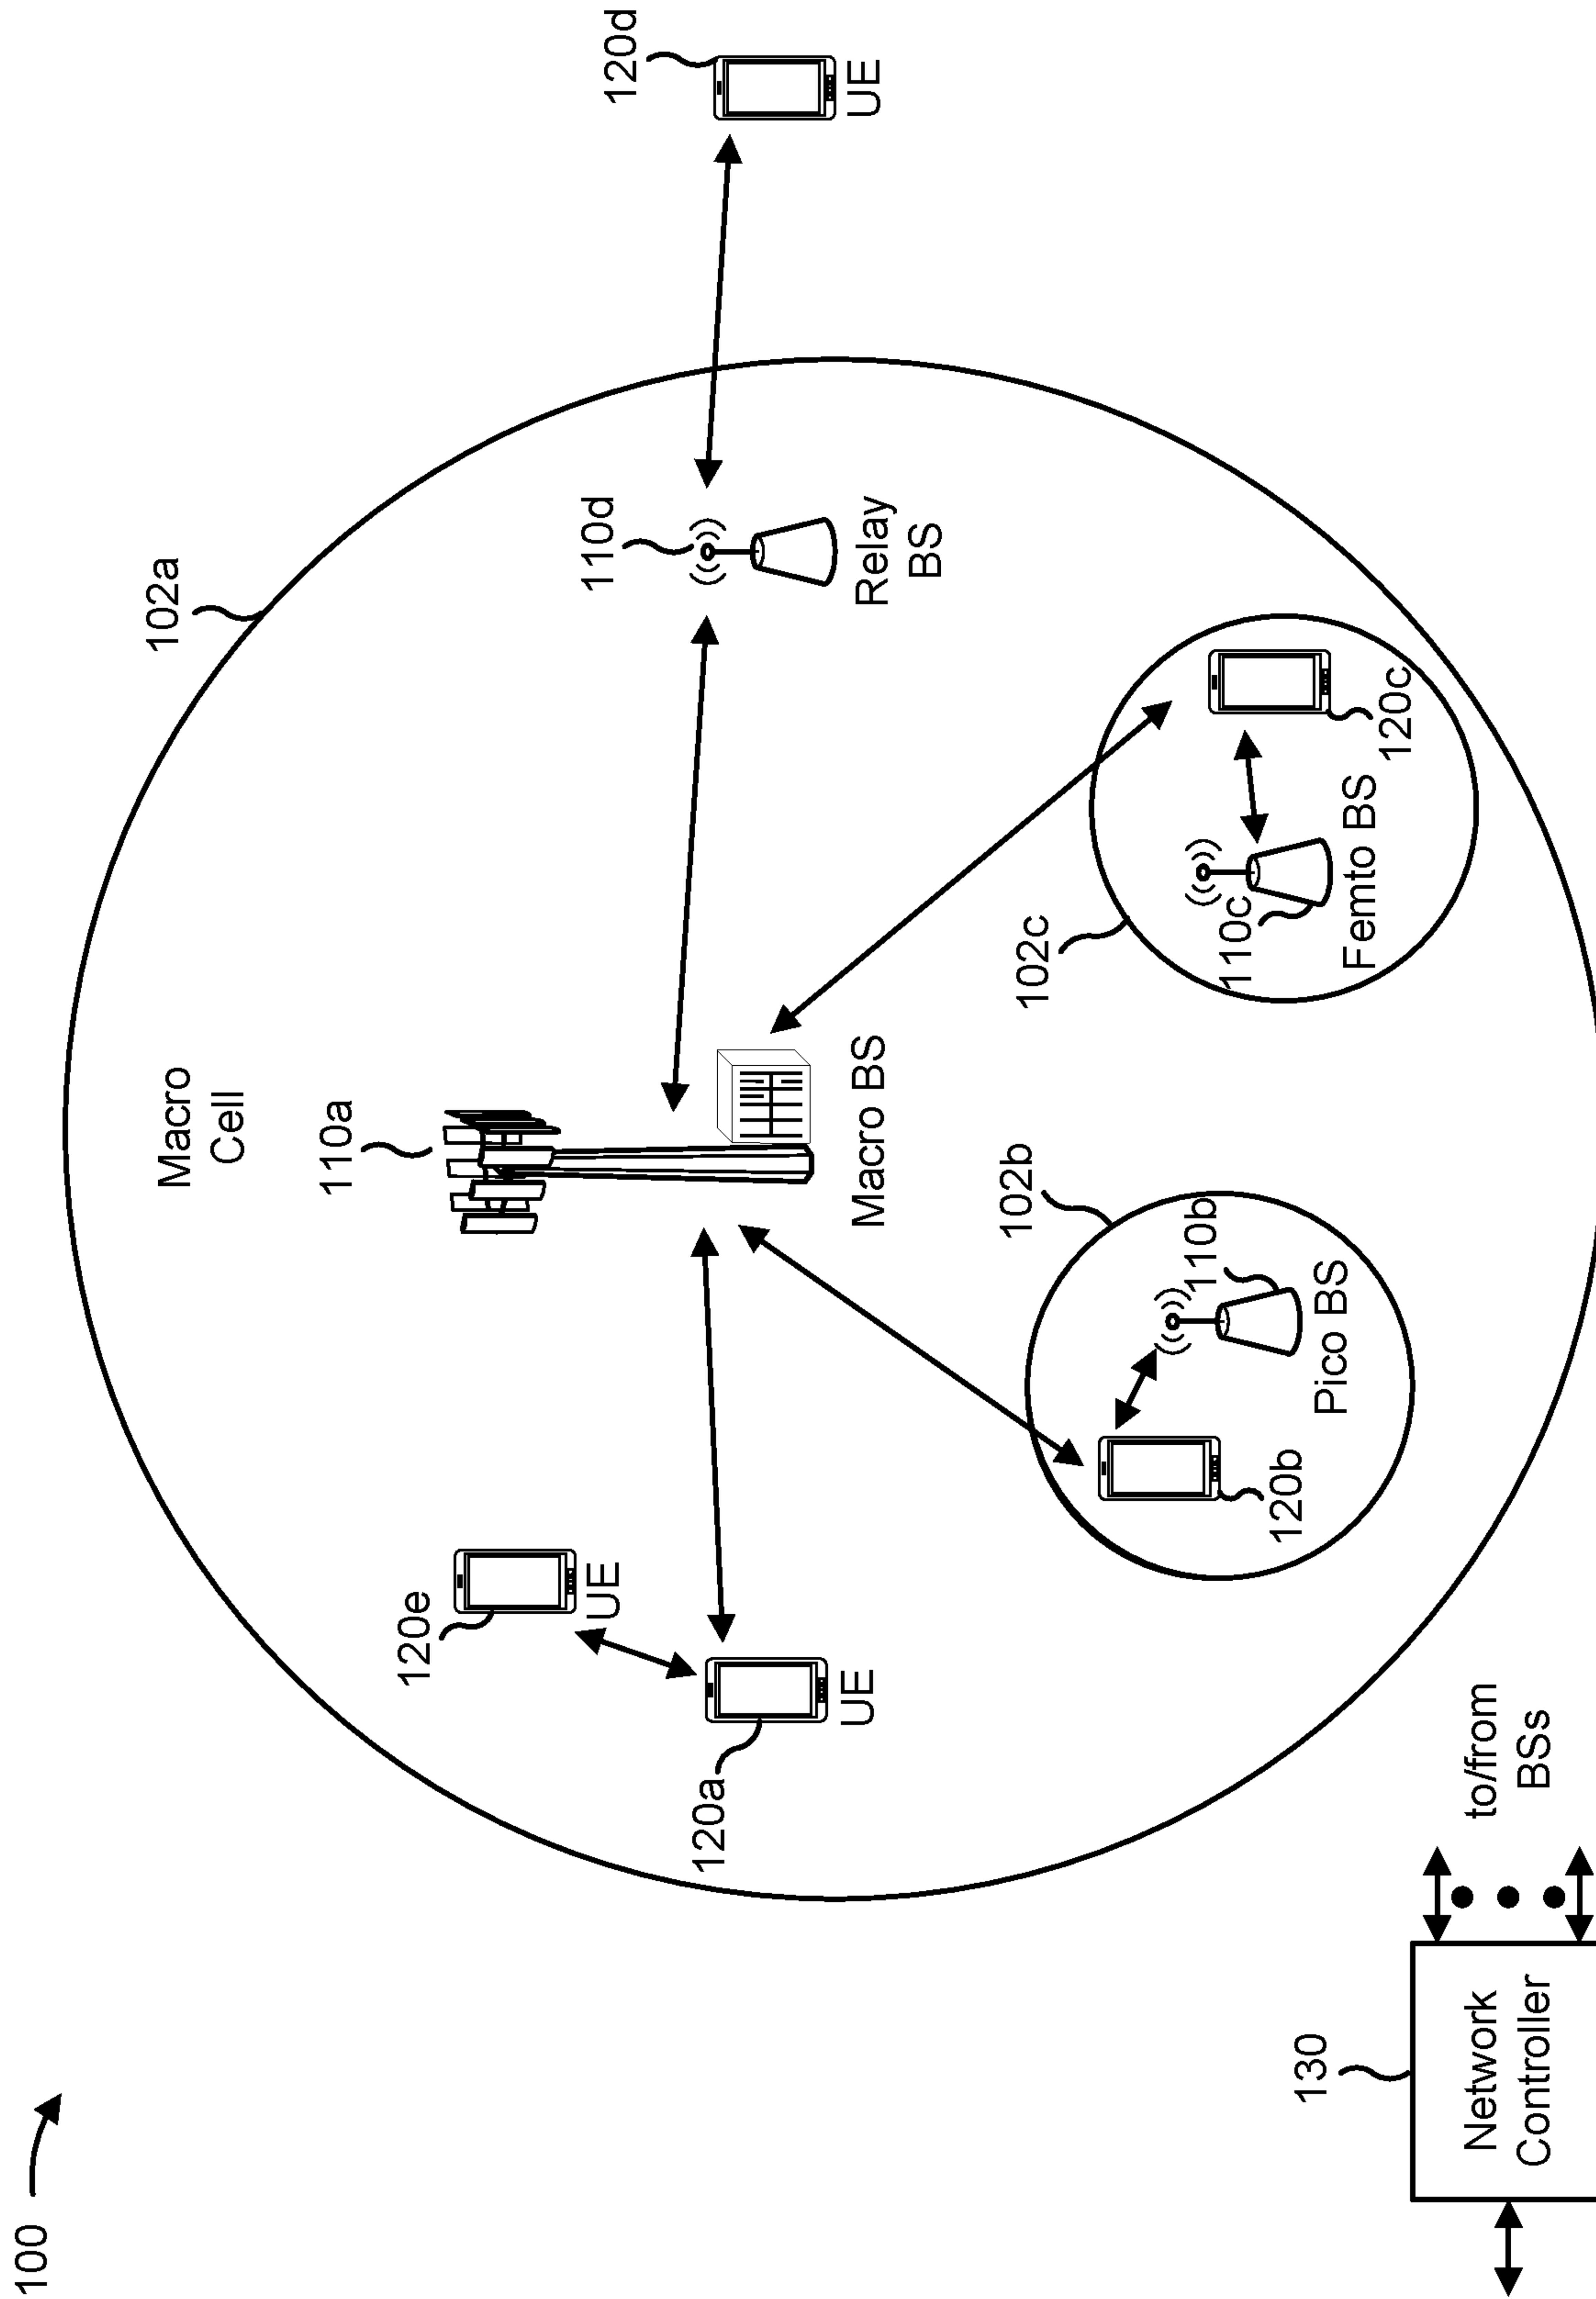 100
Macro
Cell
102a
110a
120e
UE
110d
120d
120a
UE
Macro BS
Relay
BS
UE
102b
102c
110b
110c
120b
Pico BS
Femto BS
120c
130
Network
Controller
to/from
BSs